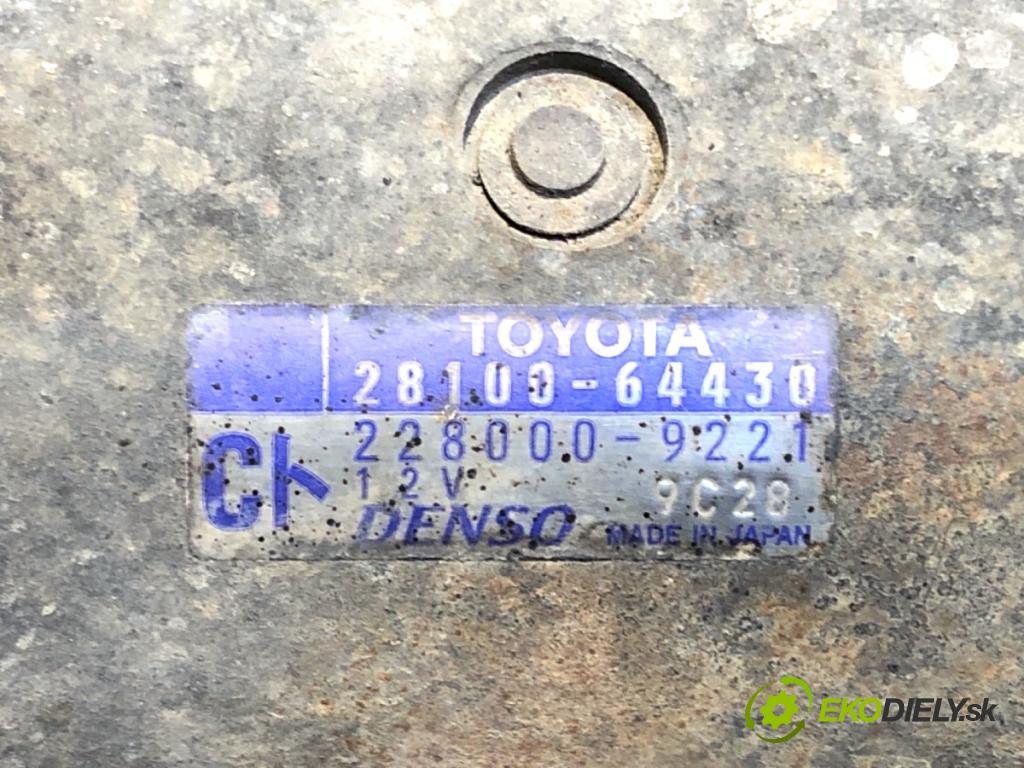 TOYOTA
28100-64430
228000-9221
12V 9C28
DENSO MADE IN JAPAN
EKODIELY.sk